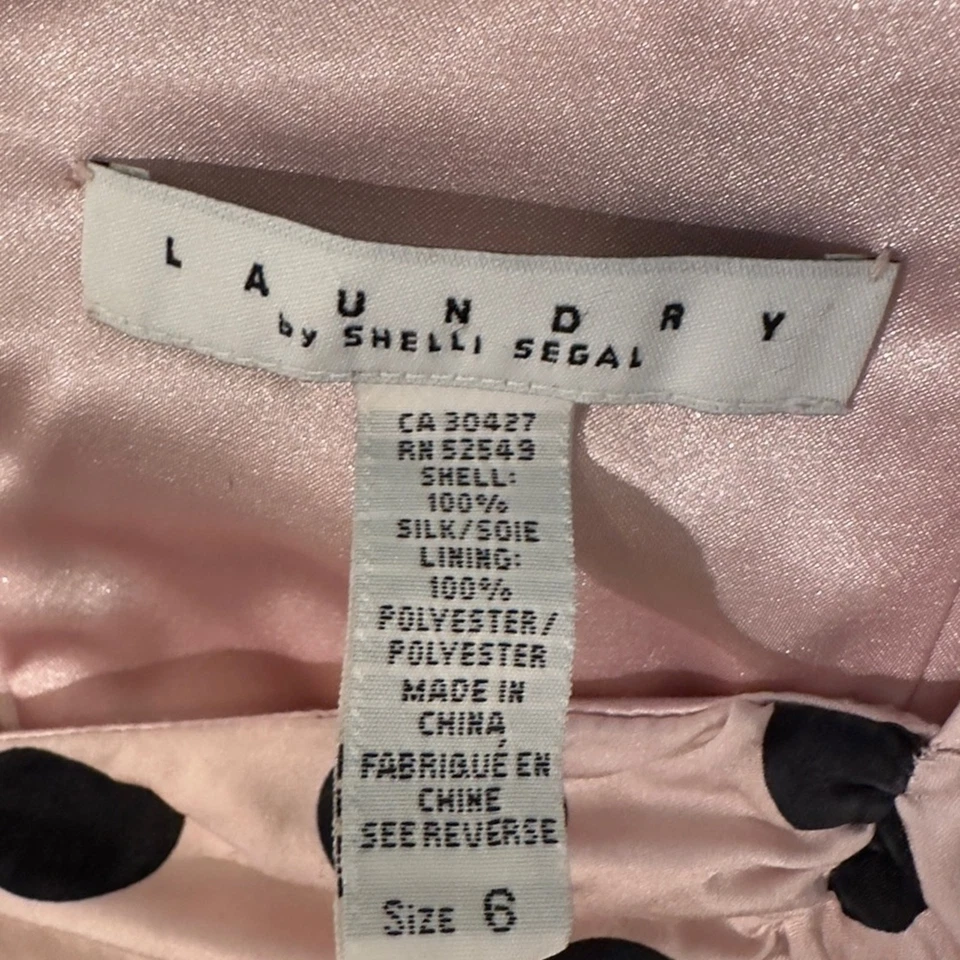 LAUNDRY
by SHELLI SEGAL
CA 30427
RN 52549
SHELL:
100%
SILK/SOIE
LINING:
100%
POLYESTER/
POLYESTER
MADE IN
CHINA
FABRIQUÉ EN
CHINE
SEE REVERSE
Size 6